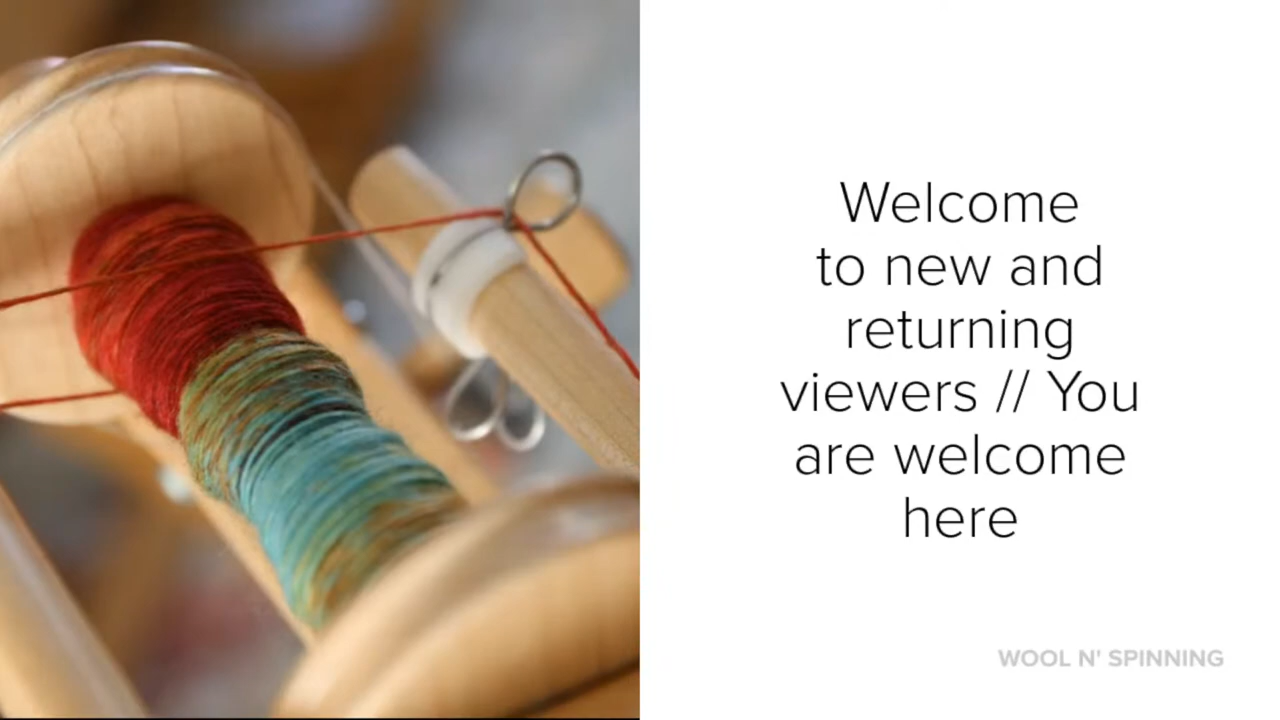 Welcome
to new and
returning
viewers // You
are welcome
here
WOOL N' SPINNING